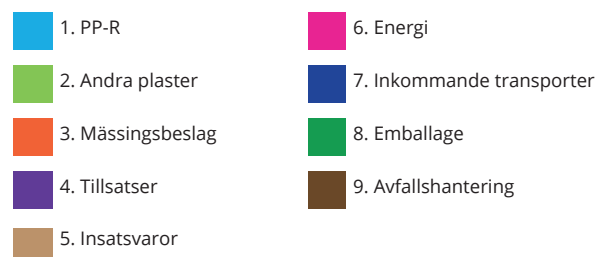 1. PP-R
2. Andra plaster
3. Mässingsbeslag
4. Tillsatser
5. Insatsvaror
6. Energi
7. Inkommande transporter
8. Emballage
9. Avfallshantering